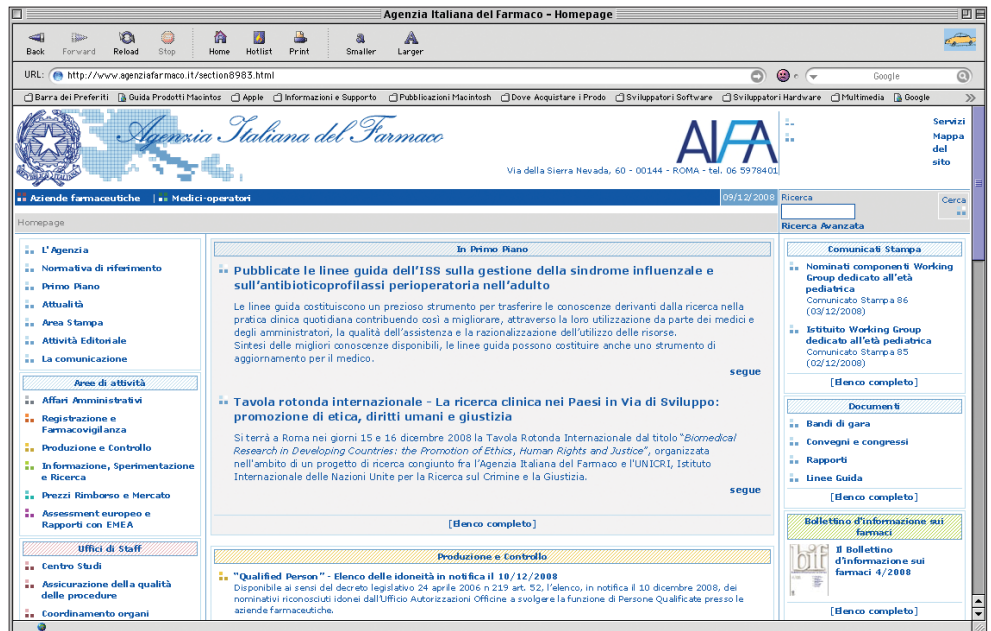 Agenzia Italiana del Farmaco - Homepage
Back Forward Reload Stop Home Hotlist Print Smaller Larger
URL: http://www.agenziafarmaco.it/section8983.html
Google
Barra dei Preferiti Guida Prodotti Macintos Apple Informazioni e Supporto Pubblicazioni Macintosh Dove Acquistare i Prodo Sviluppatori Software Sviluppatori Hardware Multimedia Google
Agenzia Italiana del Farmaco
AIFA
Via della Sierra Nevada, 60 - 00144 - ROMA - tel. 06 5978401
Servizi
Mappa
del
sito
Aziende farmaceutiche | Medici-operatori
09/12/2008
Ricerca
Cerca
Ricerca Avanzata
Homepage
L'Agenzia
Normativa di riferimento
Primo Piano
Attualità
Area Stampa
Attività Editoriale
La comunicazione
Aree di attività
Affari Amministrativi
Registrazione e
Farmacovigilanza
Produzione e Controllo
Informazione, Sperimentazione
e Ricerca
Prezzi Rimborso e Mercato
Assessment europeo e
Rapporti con EMEA
Uffici di Staff
Centro Studi
Assicurazione della qualità
delle procedure
Coordinamento organi
In Primo Piano
Pubblicate le linee guida dell'ISS sulla gestione della sindrome influenzale e
sull'antibioticoprofilassi perioperatoria nell'adulto
Le linee guida costituiscono un prezioso strumento per trasferire le conoscenze derivanti dalla ricerca nella
pratica clinica quotidiana contribuendo così a migliorare, attraverso la loro utilizzazione da parte dei medici e
degli amministratori, la qualità dell'assistenza e la razionalizzazione dell'utilizzo delle risorse.
Sintesi delle migliori conoscenze disponibili, le linee guida possono costituire anche uno strumento di
aggiornamento per il medico.
segue
Tavola rotonda internazionale - La ricerca clinica nei Paesi in Via di Sviluppo:
promozione di etica, diritti umani e giustizia
Si terrà a Roma nei giorni 15 e 16 dicembre 2008 la Tavola Rotonda Internazionale dal titolo "Biomedical
Research in Developing Countries: the Promotion of Ethics, Human Rights and Justice", organizzata
nell'ambito di un progetto di ricerca congiunto fra l'Agenzia Italiana del Farmaco e l'UNICRI, Istituto
Internazionale delle Nazioni Unite per la Ricerca sul Crimine e la Giustizia.
segue
[Elenco completo]
Produzione e Controllo
"Qualified Person" - Elenco delle idoneità in notifica il 10/12/2008
Disponibile ai sensi del decreto legislativo 24 aprile 2006 n 219 art. 52, l'elenco, in notifica il 10 dicembre 2008, dei
nominativi riconosciuti idonei dall'Ufficio Autorizzazioni Officine a svolgere la funzione di Persone Qualificate presso le
aziende farmaceutiche.
Comunicati Stampa
Nominati componenti Working
Group dedicato all'età
pediatrica
Comunicato Stampa 86
(03/12/2008)
Istituito Working Group
dedicato all'età pediatrica
Comunicato Stampa 85
(02/12/2008)
[Elenco completo]
Documenti
Bandi di gara
Convegni e congressi
Rapporti
Linee Guida
[Elenco completo]
Bollettino d'informazione sui
farmaci
bif
Il Bollettino
d'informazione sui
farmaci 4/2008
[Elenco completo]